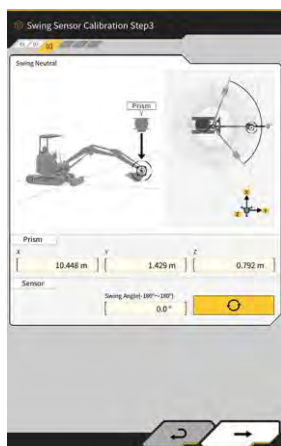 Swing Sensor Calibration Step3
Swing Neutral
Prism
0°
X
Z
Y
Prism
X
Y
Z
10.448 m
1.429 m
0.792 m
Sensor
Swing Angle(-180°~180°)
0.0°